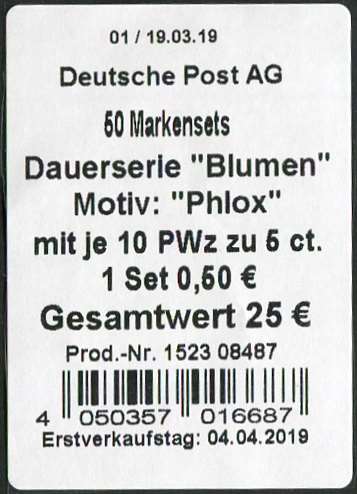 01 / 19.03.19
Deutsche Post AG
50 Markensets
Dauerserie "Blumen"
Motiv: "Phlox"
mit je 10 PWz zu 5 ct.
1 Set 0,50 €
Gesamtwert 25 €
Prod.-Nr. 1523 08487
4 050357 016687
Erstverkaufstag: 04.04.2019